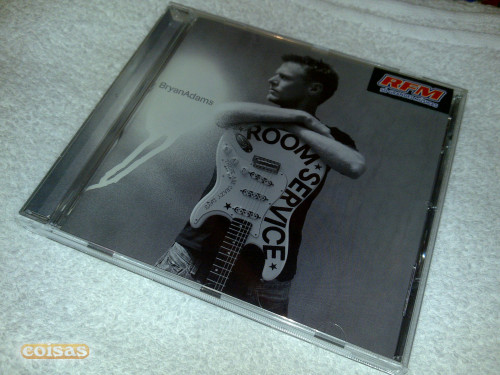 BryanAdams
RFM
ROOM SERVICE
coisas